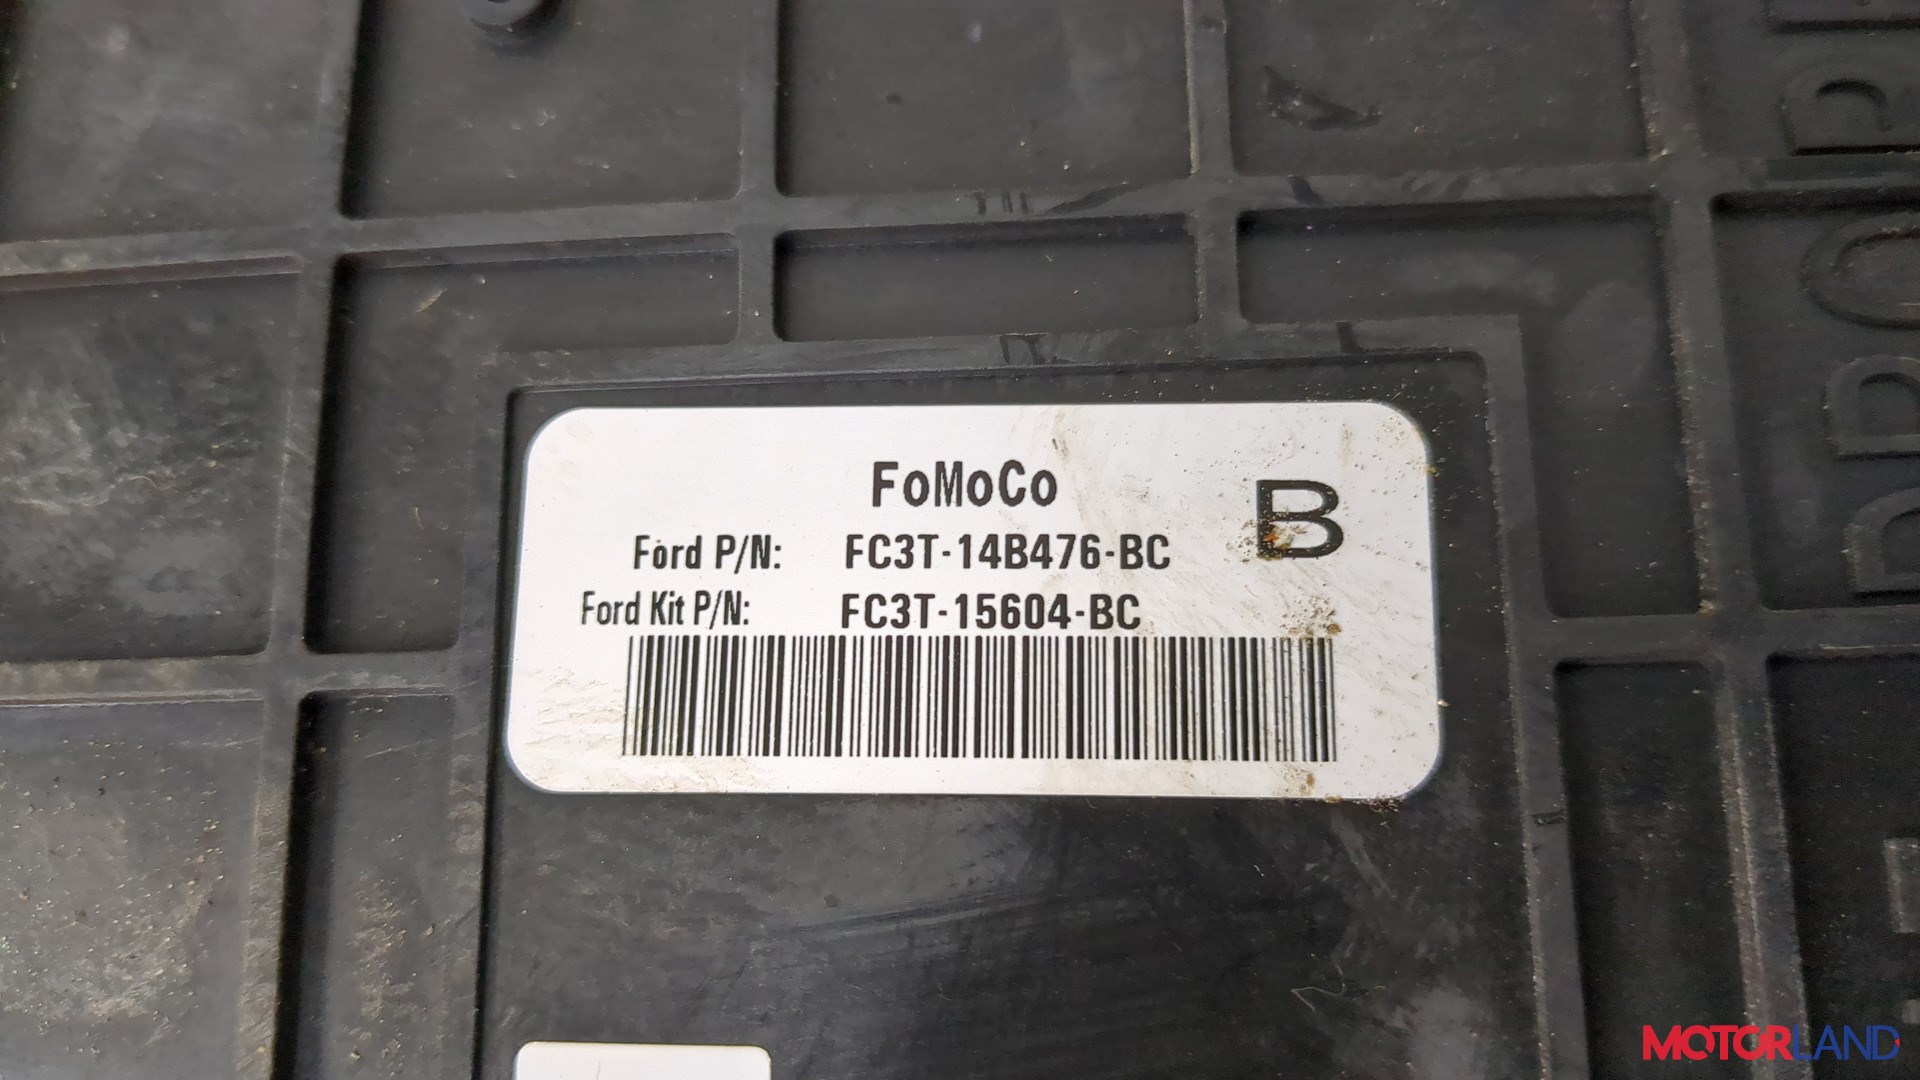 FoMoCo
B
Ford P/N: FC3T-14B476-BC
Ford Kit P/N: FC3T-15604-BC
MOTORLAND